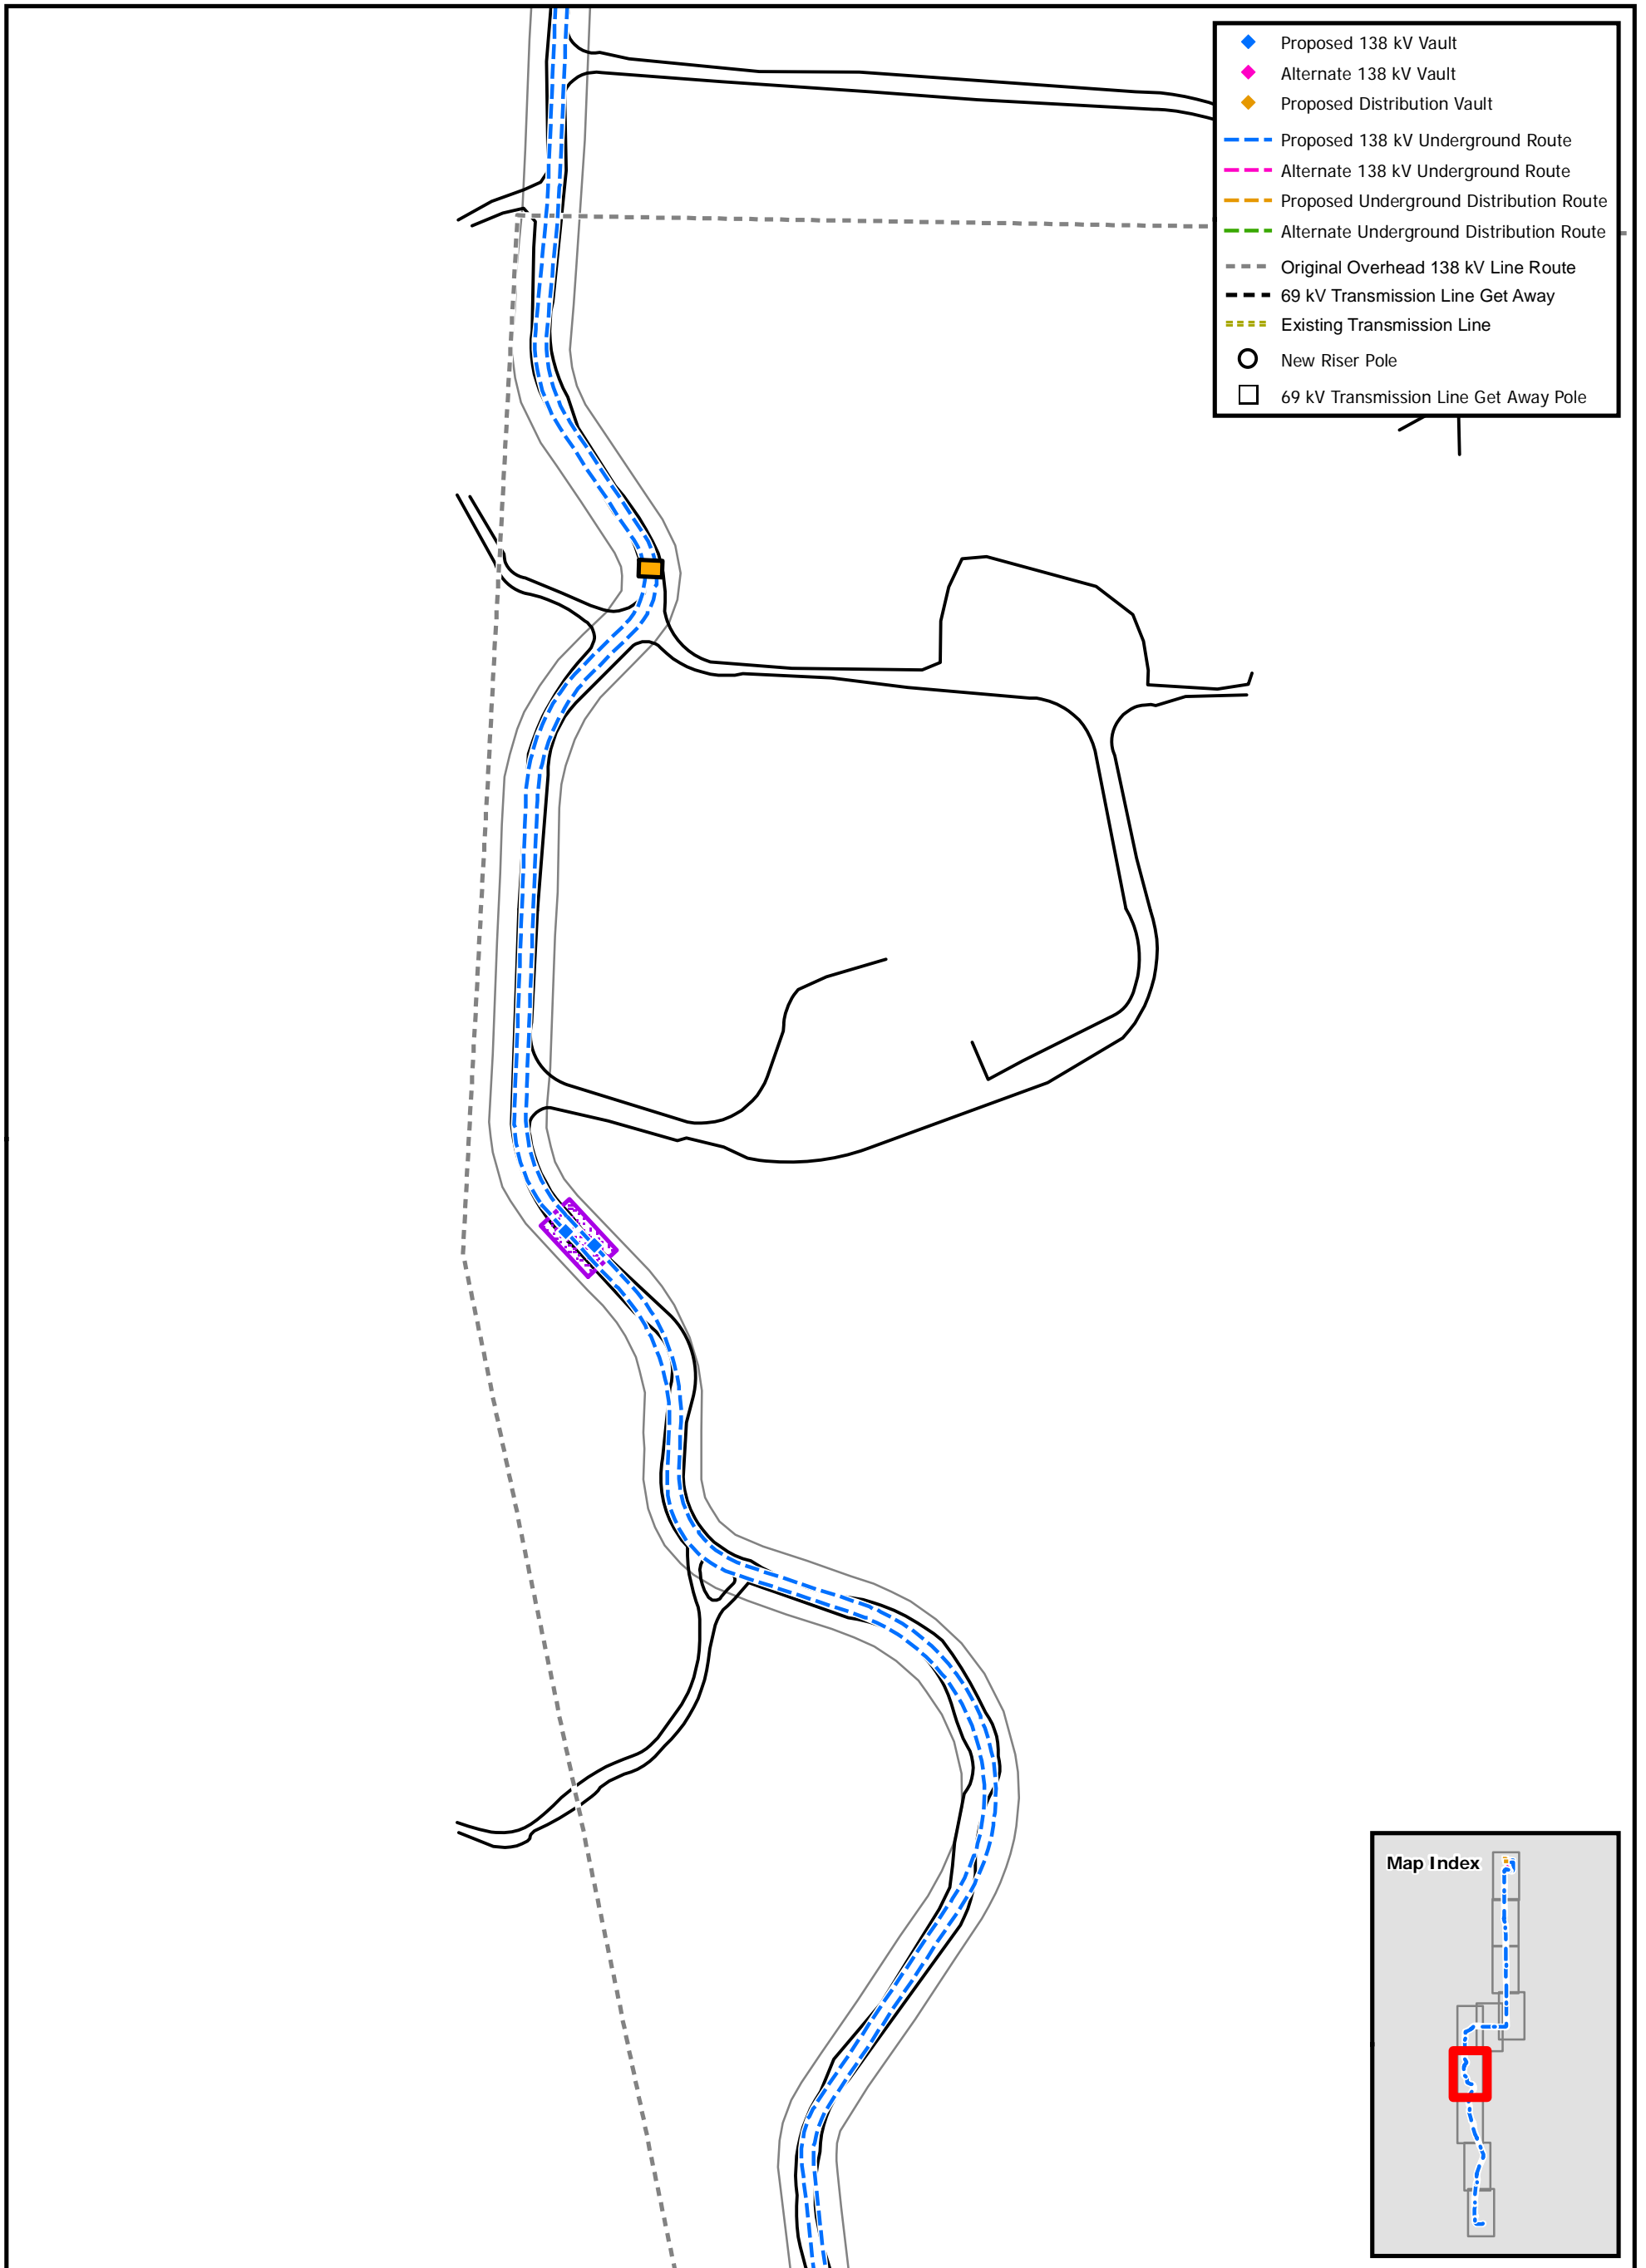 Proposed 138 kV Vault
Alternate 138 kV Vault
Proposed Distribution Vault
Proposed 138 kV Underground Route
Alternate 138 kV Underground Route
Proposed Underground Distribution Route
Alternate Underground Distribution Route
Original Overhead 138 kV Line Route
69 kV Transmission Line Get Away
Existing Transmission Line
New Riser Pole
69 kV Transmission Line Get Away Pole
Map Index